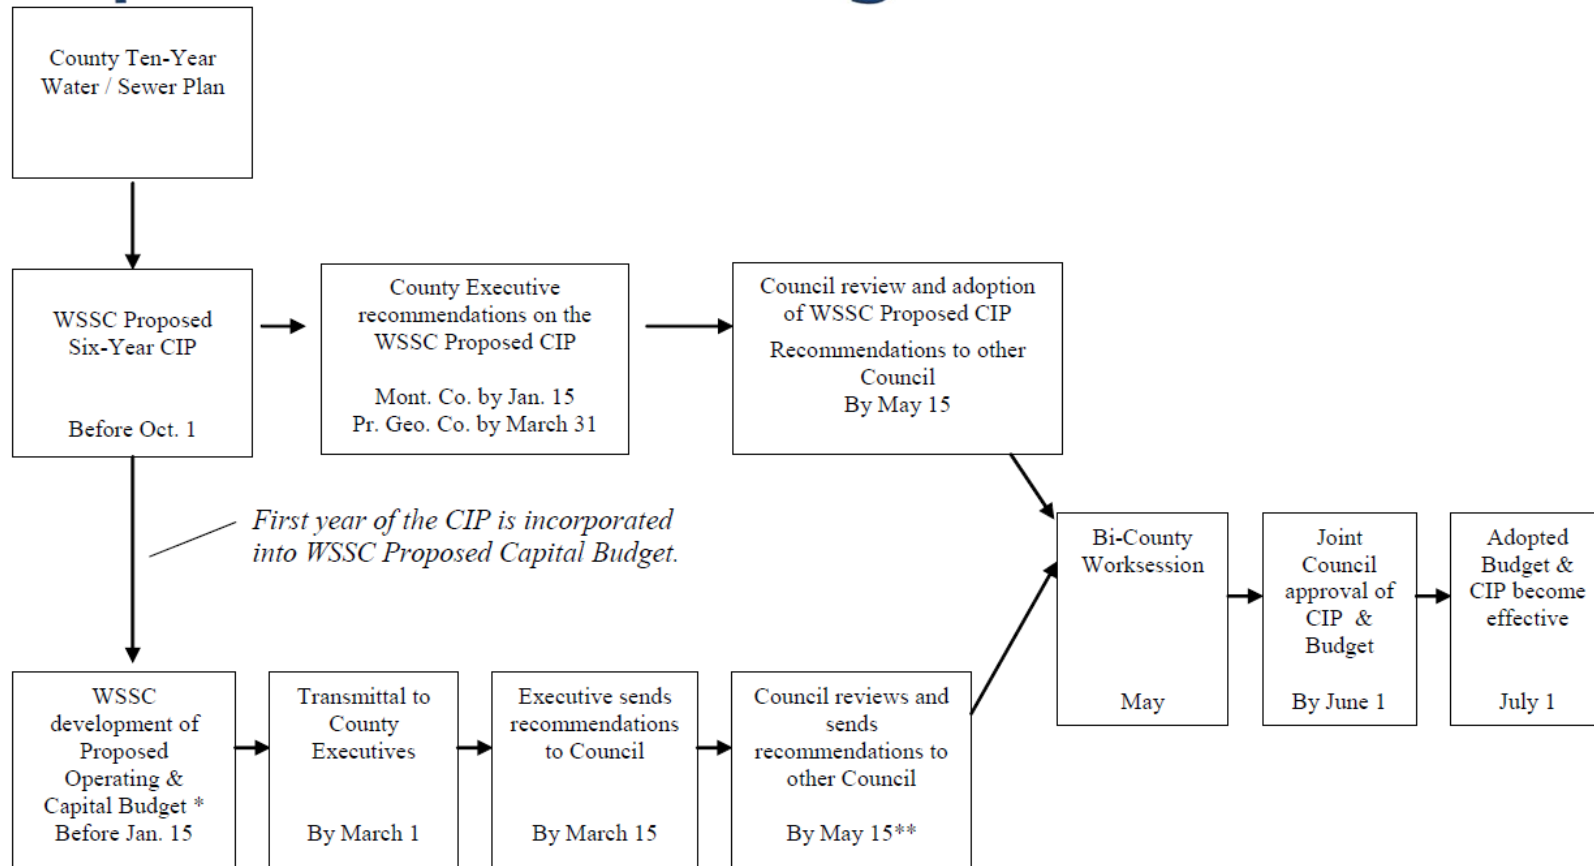 County Ten-Year
Water / Sewer Plan
WSSC Proposed
Six-Year CIP
Before Oct. 1
County Executive
recommendations on the
WSSC Proposed CIP
Mont. Co. by Jan. 15
Pr. Geo. Co. by March 31
Council review and adoption
of WSSC Proposed CIP
Recommendations to other
Council
By May 15
First year of the CIP is incorporated
into WSSC Proposed Capital Budget.
Bi-County
Worksession
May
Joint
Council
approval of
CIP &
Budget
By June 1
Adopted
Budget &
CIP become
effective
July 1
WSSC
development of
Proposed
Operating &
Capital Budget *
Before Jan. 15
Transmittal to
County
Executives
By March 1
Executive sends
recommendations
to Council
By March 15
Council reviews and
sends
recommendations to
other Council
By May 15**